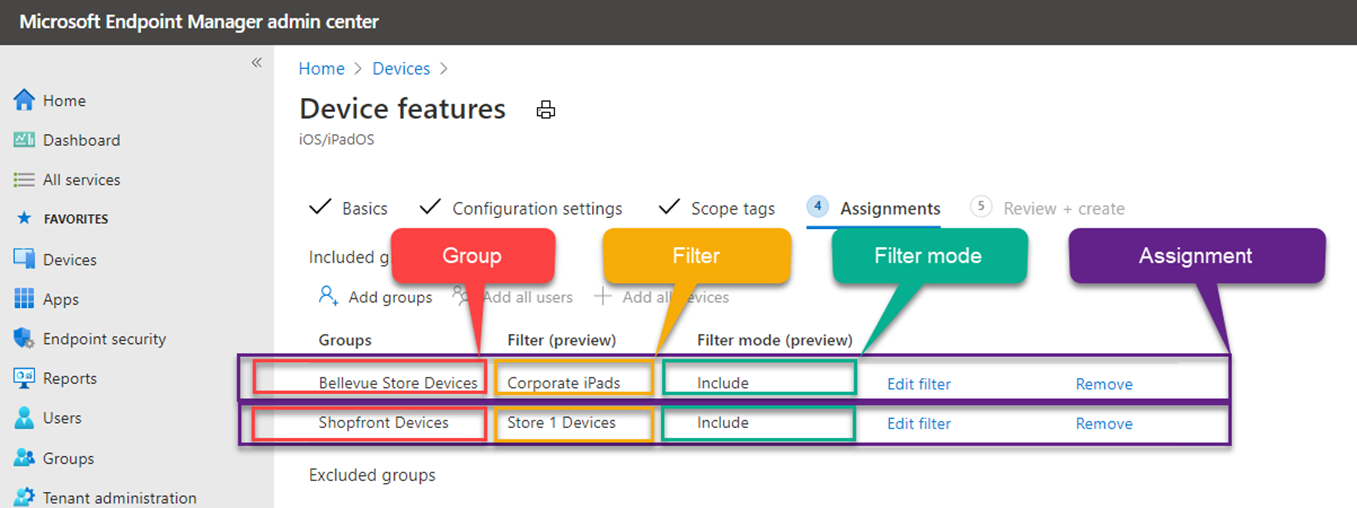 Microsoft Endpoint Manager admin center
«
Home > Devices >
Device features
iOS/iPadOS
Home
Dashboard
All services
FAVORITES
Devices
Apps
Endpoint security
Reports
Users
Groups
Tenant administration
Basics Configuration settings Scope tags 4 Assignments 5 Review + create
Included g
Group Filter Filter mode Assignment
Add groups Add all users Add all devices
Groups Filter (preview) Filter mode (preview)
Bellevue Store Devices Corporate iPads Include Edit filter Remove
Shopfront Devices Store 1 Devices Include Edit filter Remove
Excluded groups